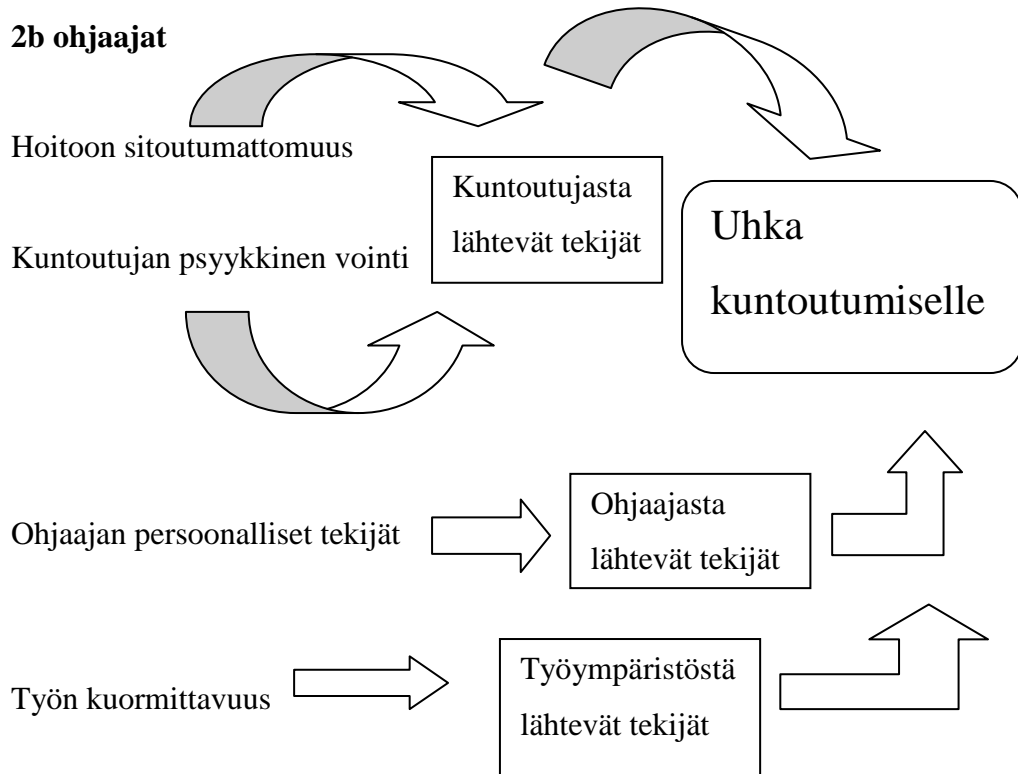 2b ohjaajat
Hoitoon sitoutumattomuus
Kuntoutujan psyykkinen vointi
Kuntoutujasta
lähtevät tekijät
Uhka
kuntoutumiselle
Ohjaajan persoonalliset tekijät
Ohjaajasta
lähtevät tekijät
Työn kuormittavuus
Työympäristöstä
lähtevät tekijät